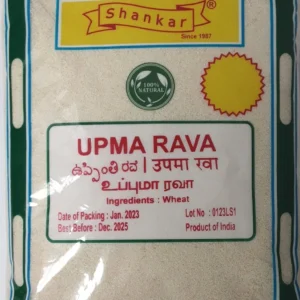 Shankar®
Since 1997
100%
NATURAL
UPMA RAVA
उपमा रवा
உப்புமா ரவா
Ingredients : Wheat
Date of Packing : Jan. 2023
Lot No : 0123LS1
Best Before : Dec. 2025
Product of India